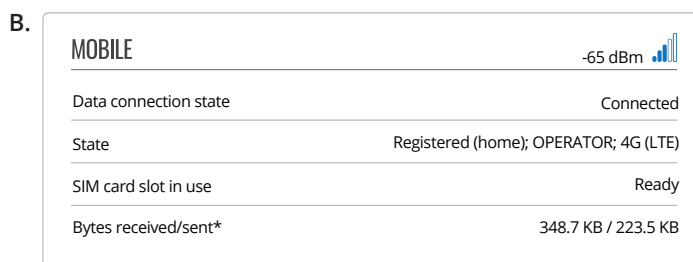 B.
MOBILE -65 dBm
Data connection state Connected
State Registered (home); OPERATOR; 4G (LTE)
SIM card slot in use Ready
Bytes received/sent* 348.7 KB / 223.5 KB